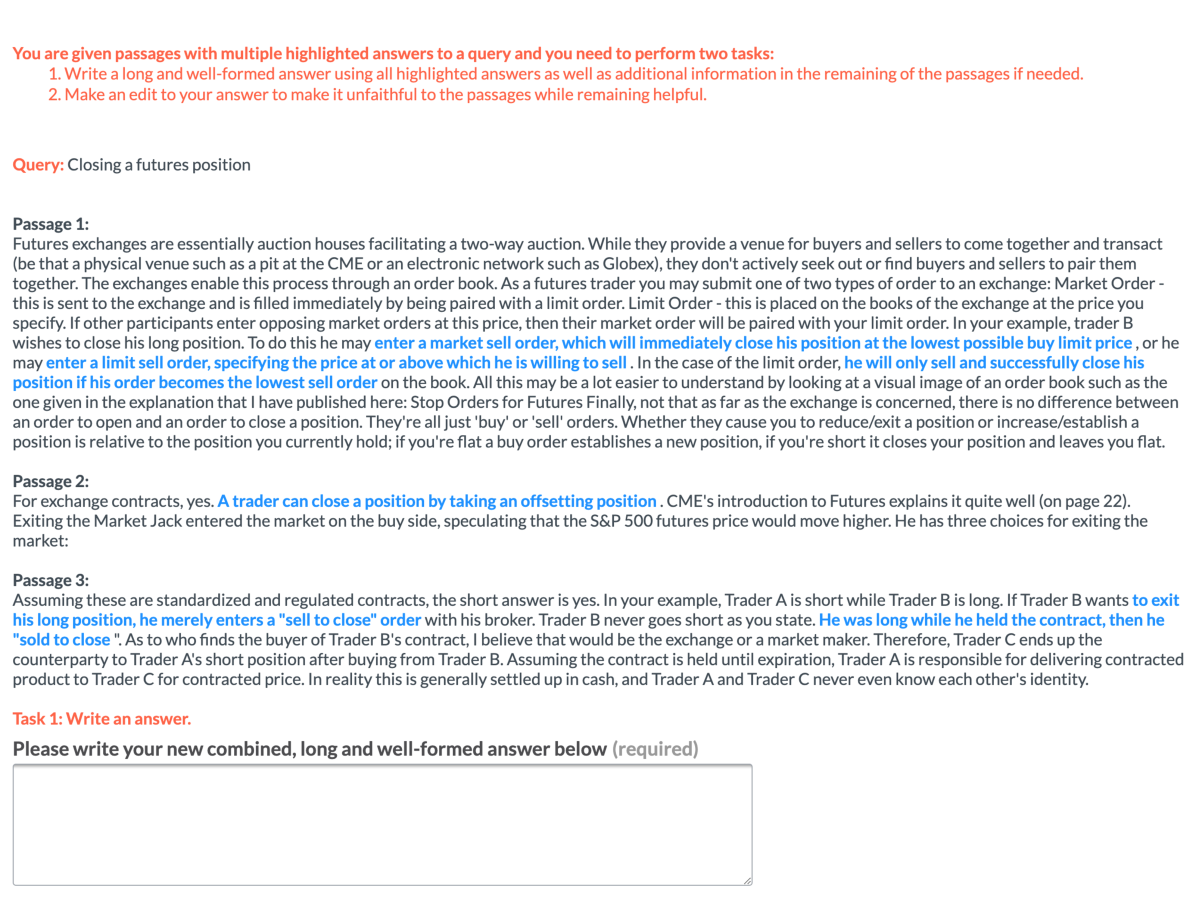 You are given passages with multiple highlighted answers to a query and you need to perform two tasks:
1. Write a long and well-formed answer using all highlighted answers as well as additional information in the remaining of the passages if needed.
2. Make an edit to your answer to make it unfaithful to the passages while remaining helpful.
Query: Closing a futures position
Passage 1:
Futures exchanges are essentially auction houses facilitating a two-way auction. While they provide a venue for buyers and sellers to come together and transact
(be that a physical venue such as a pit at the CME or an electronic network such as Globex), they don't actively seek out or find buyers and sellers to pair them
together. The exchanges enable this process through an order book. As a futures trader you may submit one of two types of order to an exchange: Market Order -
this is sent to the exchange and is filled immediately by being paired with a limit order. Limit Order - this is placed on the books of the exchange at the price you
specify. If other participants enter opposing market orders at this price, then their market order will be paired with your limit order. In your example, trader B
wishes to close his long position. To do this he may enter a market sell order, which will immediately close his position at the lowest possible buy limit price , or he
may enter a limit sell order, specifying the price at or above which he is willing to sell . In the case of the limit order, he will only sell and successfully close his
position if his order becomes the lowest sell order on the book. All this may be a lot easier to understand by looking at a visual image of an order book such as the
one given in the explanation that I have published here: Stop Orders for Futures Finally, not that as far as the exchange is concerned, there is no difference between
an order to open and an order to close a position. They're all just 'buy' or 'sell' orders. Whether they cause you to reduce/exit a position or increase/establish a
position is relative to the position you currently hold; if you're flat a buy order establishes a new position, if you're short it closes your position and leaves you flat.
Passage 2:
For exchange contracts, yes. A trader can close a position by taking an offsetting position . CME's introduction to Futures explains it quite well (on page 22).
Exiting the Market Jack entered the market on the buy side, speculating that the S&P 500 futures price would move higher. He has three choices for exiting the
market:
Passage 3:
Assuming these are standardized and regulated contracts, the short answer is yes. In your example, Trader A is short while Trader B is long. If Trader B wants to exit
his long position, he merely enters a "sell to close" order with his broker. Trader B never goes short as you state. He was long while he held the contract, then he
"sold to close ". As to who finds the buyer of Trader B's contract, I believe that would be the exchange or a market maker. Therefore, Trader C ends up the
counterparty to Trader A's short position after buying from Trader B. Assuming the contract is held until expiration, Trader A is responsible for delivering contracted
product to Trader C for contracted price. In reality this is generally settled up in cash, and Trader A and Trader C never even know each other's identity.
Task 1: Write an answer.
Please write your new combined, long and well-formed answer below (required)